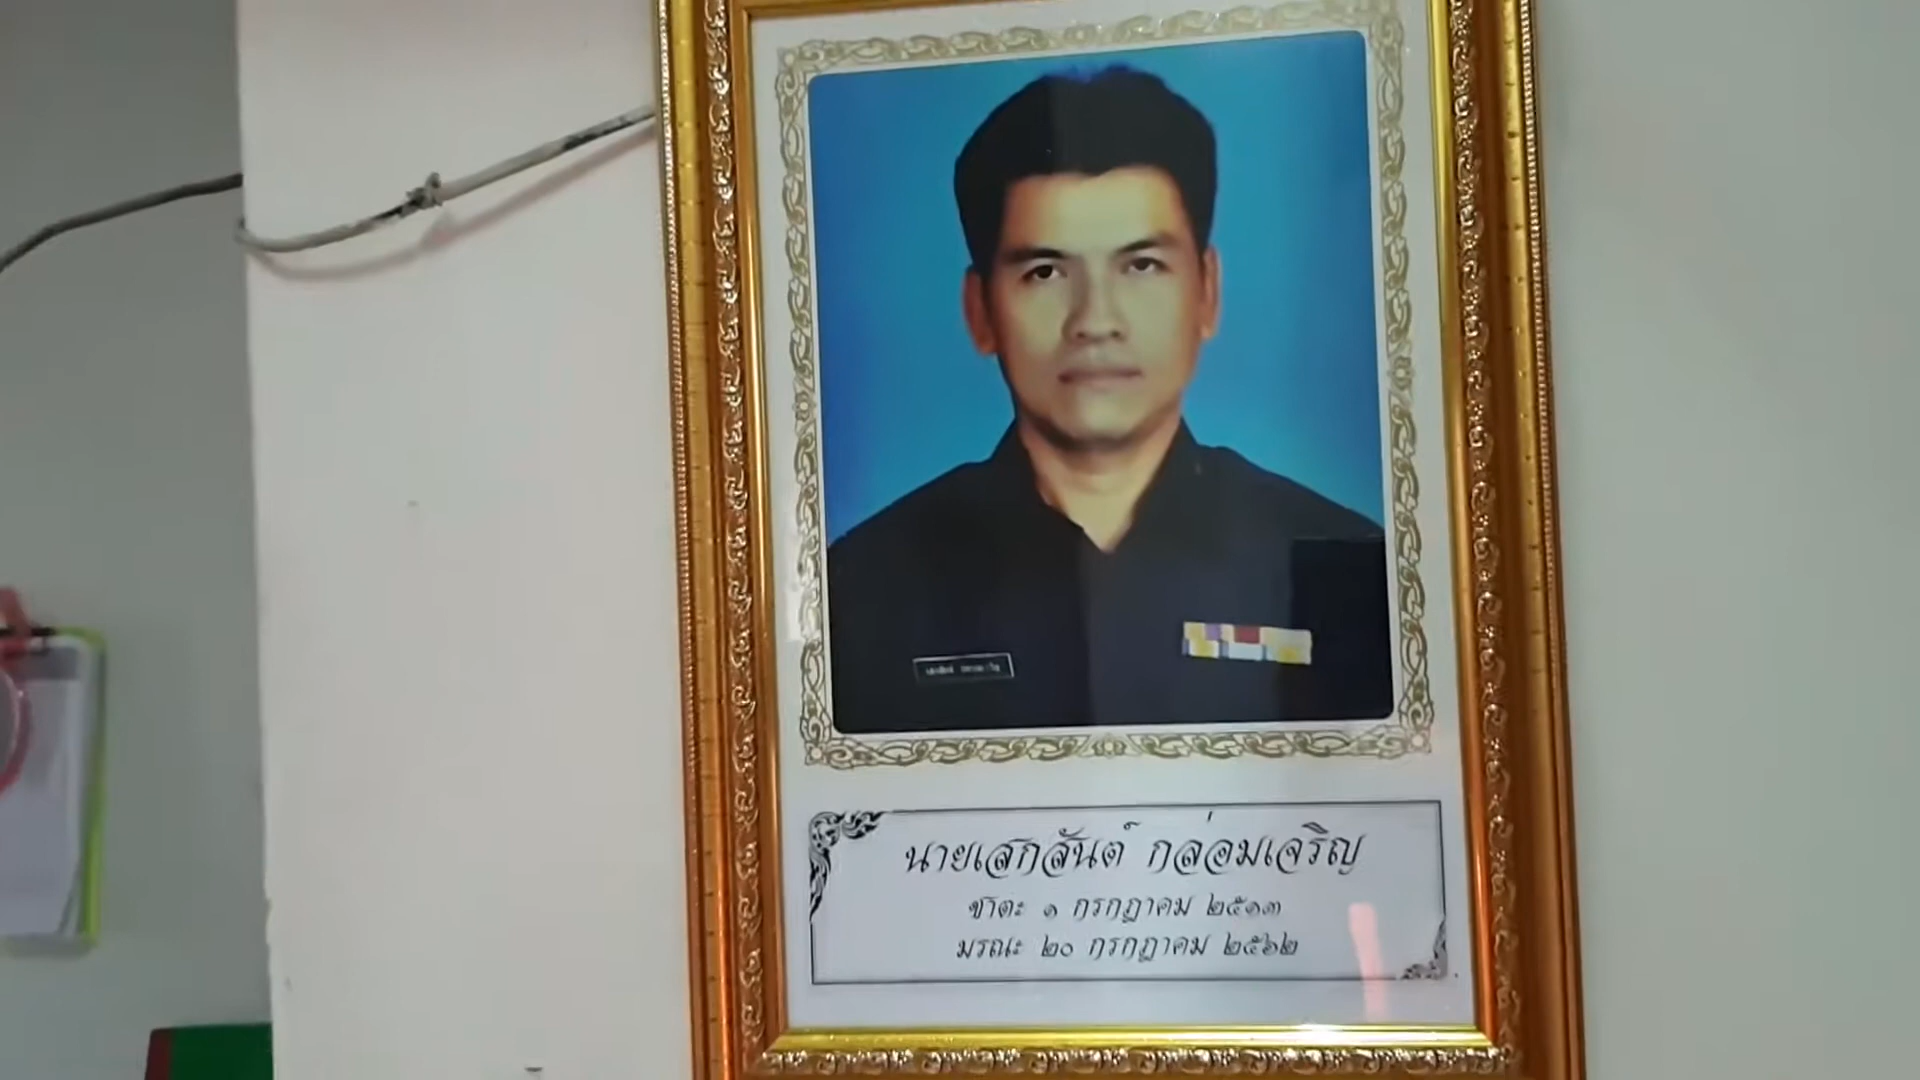 นายเสกสันต์ กล่อมเจริญ
ชาตะ ๑ กรกฎาคม ๒๕๑๓
มรณะ ๒๐ กรกฎาคม ๒๕๖๒